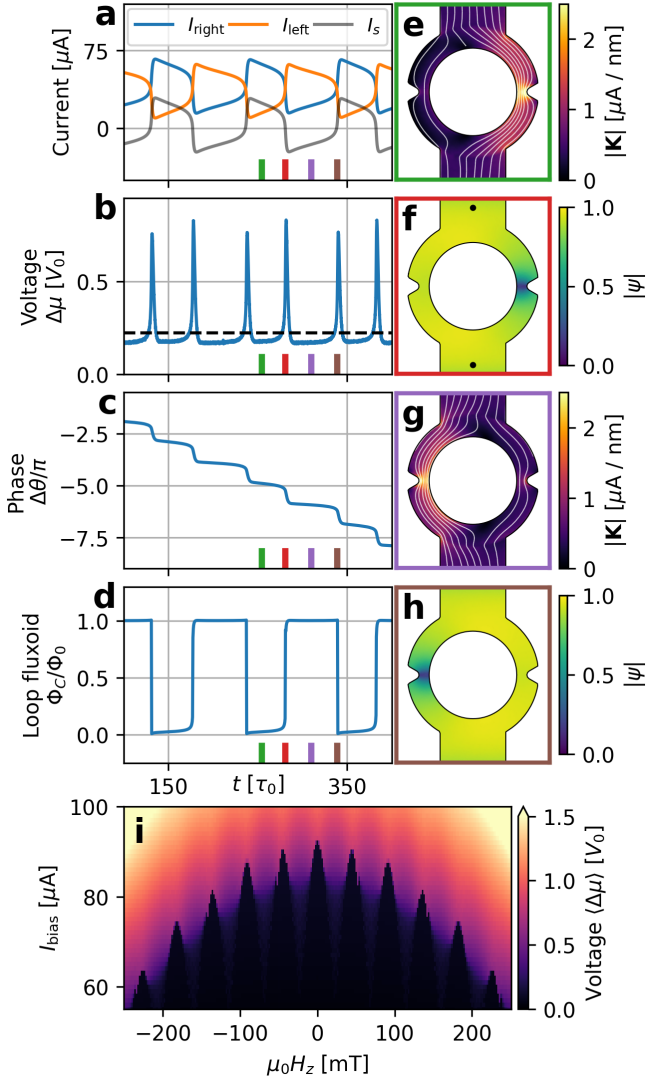 a
I_right I_left I_s
Current [μA]
75
0
e
|K| [μA / nm]
2
1
0
b
Voltage
Δμ [V_0]
0.5
0.0
f
|ψ|
1.0
0.5
0.0
c
Phase
Δθ/π
−2.5
−5.0
−7.5
g
|K| [μA / nm]
2
1
0
d
Loop fluxoid
Φ_C/Φ_0
1.0
0.5
0.0
150 t [τ_0] 350
h
|ψ|
1.0
0.5
0.0
i
I_bias [μA]
100
80
60
−200 −100 0 100 200
μ_0H_z [mT]
Voltage ⟨Δμ⟩ [V_0]
1.5
1.0
0.5
0.0